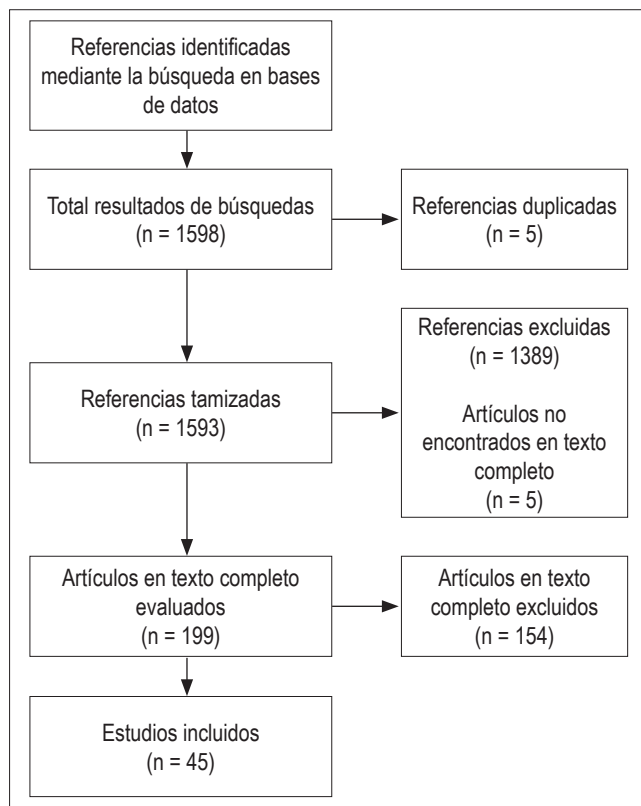 Referencias identificadas
mediante la búsqueda en bases
de datos
Total resultados de búsquedas
(n = 1598)
Referencias duplicadas
(n = 5)
Referencias tamizadas
(n = 1593)
Referencias excluidas
(n = 1389)
Artículos no
encontrados en texto
completo
(n = 5)
Artículos en texto completo
evaluados
(n = 199)
Artículos en texto
completo excluidos
(n = 154)
Estudios incluidos
(n = 45)